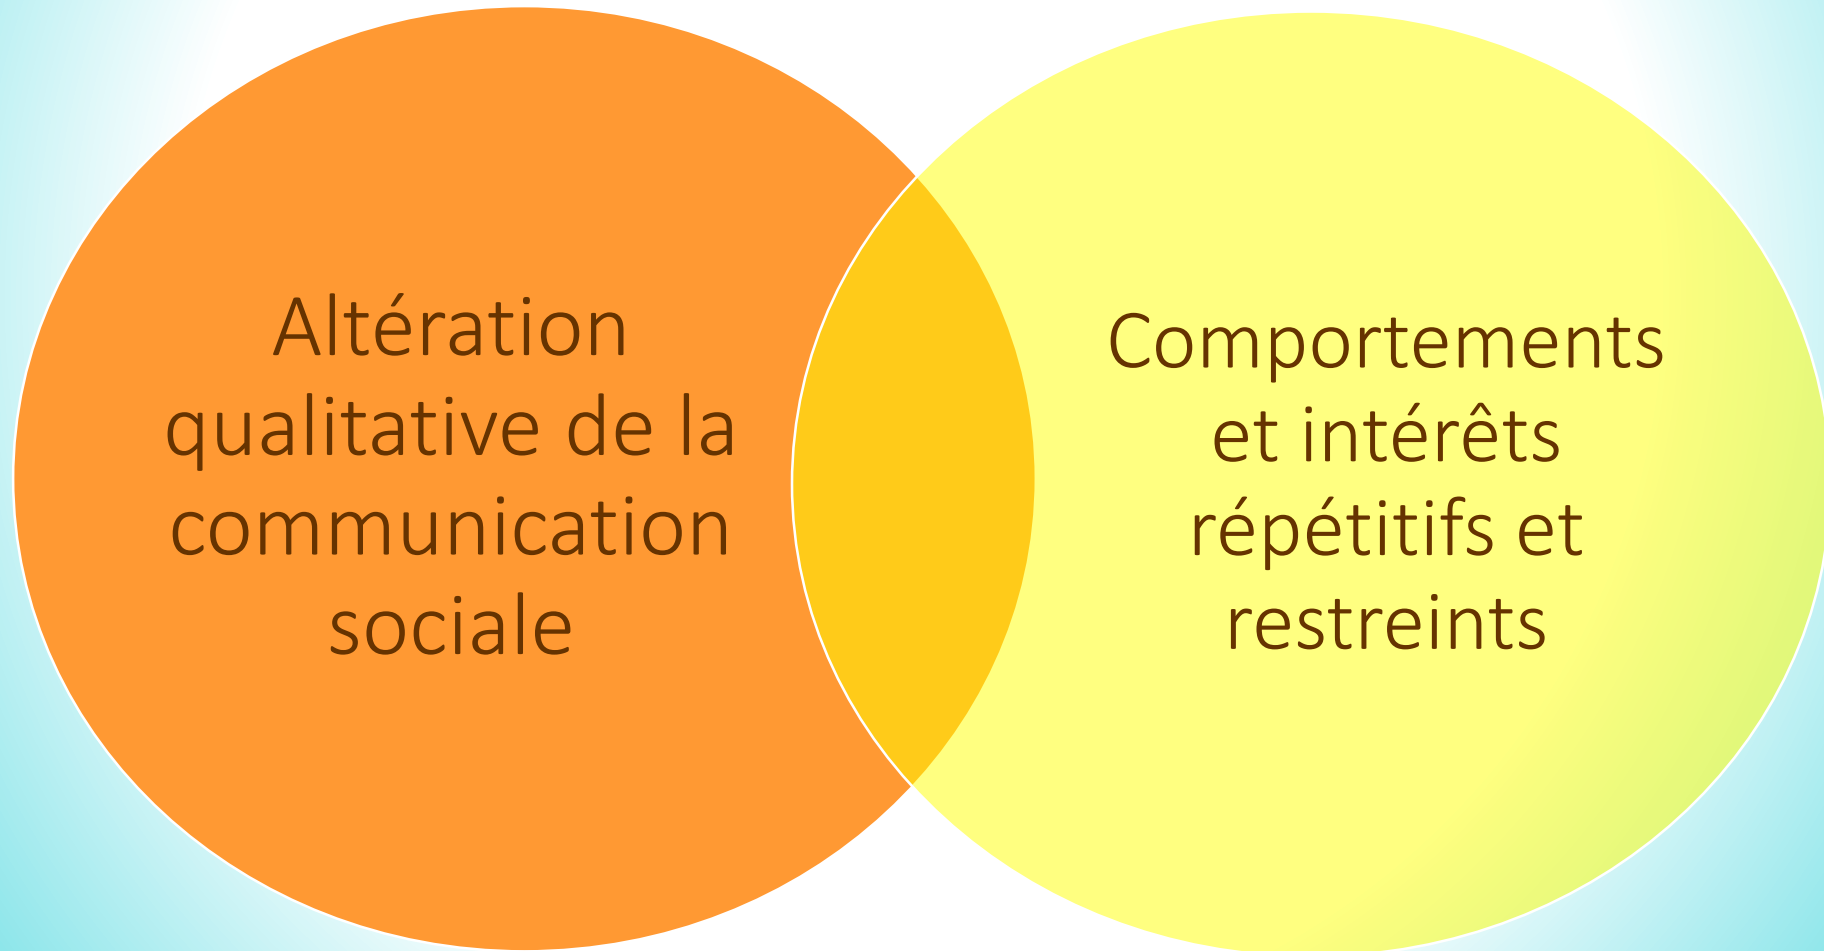 Altération
qualitative de la
communication
sociale
Comportements
et intérêts
répétitifs et
restreints